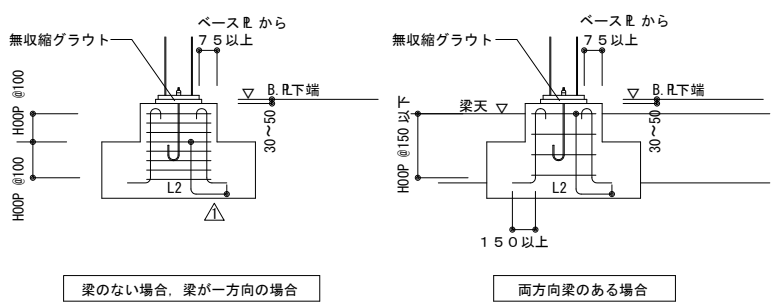 ベースPL から
75以上
無収縮グラウト
B.PL下端
30~50
HOOP @100
HOOP @100
L2
1
梁のない場合, 梁が一方向の場合
ベースPL から
75以上
無収縮グラウト
B.PL下端
梁天
30~50
HOOP @150 以下
L2
150以上
両方向梁のある場合